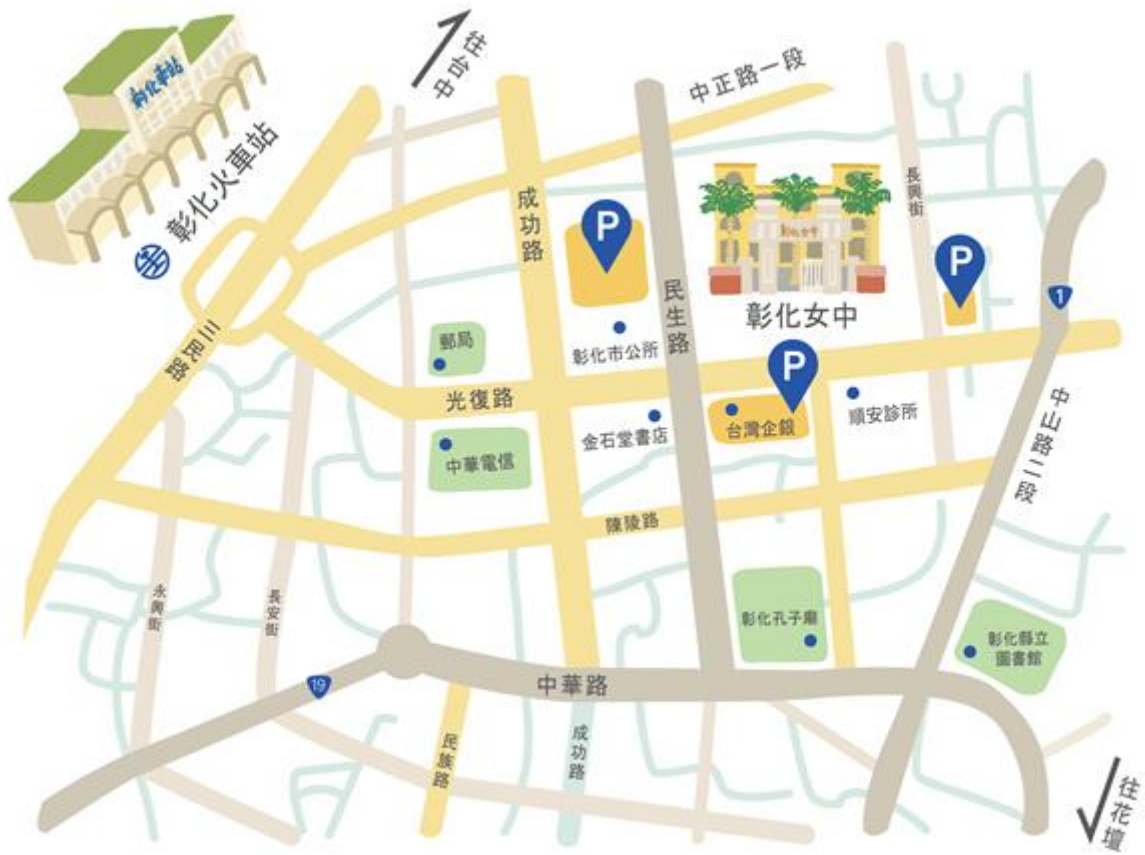 彰化車站
彰化火車站
往台中
中正路一段
成功路
P
民生路
彰化女中
彰化女中
長興街
P
1
三民路
郵局
彰化市公所
P
光復路
金石堂書店
台灣企銀
順安診所
中華電信
中山路二段
陳陵路
永興街
長安街
彰化孔子廟
彰化縣立
圖書館
19
中華路
民族路
成功路
往花壇